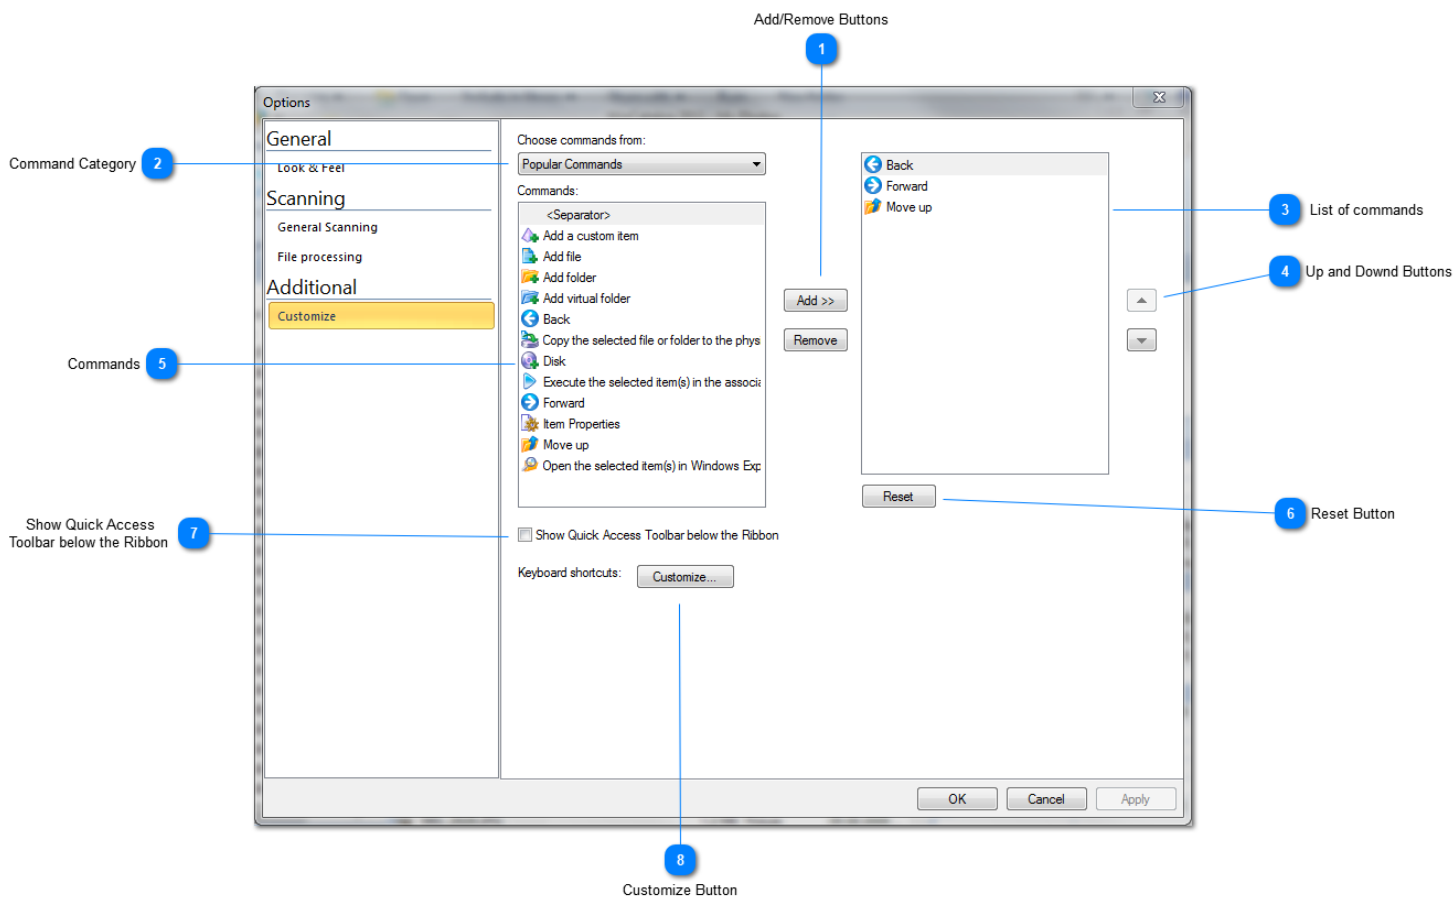 Add/Remove Buttons
1
Options
General
Look & Feel
Scanning
General Scanning
File processing
Additional
Customize
Choose commands from:
Popular Commands
Commands:
<Separator>
Add a custom item
Add file
Add folder
Add virtual folder
Back
Copy the selected file or folder to the phys
Disk
Execute the selected item(s) in the associa
Forward
Item Properties
Move up
Open the selected item(s) in Windows Exp
Add >>
Remove
Back
Forward
Move up
Reset
Show Quick Access Toolbar below the Ribbon
Keyboard shortcuts:
Customize...
OK
Cancel
Apply
Command Category
2
3
List of commands
4
Up and Downd Buttons
Commands
5
6
Reset Button
Show Quick Access
Toolbar below the Ribbon
7
8
Customize Button